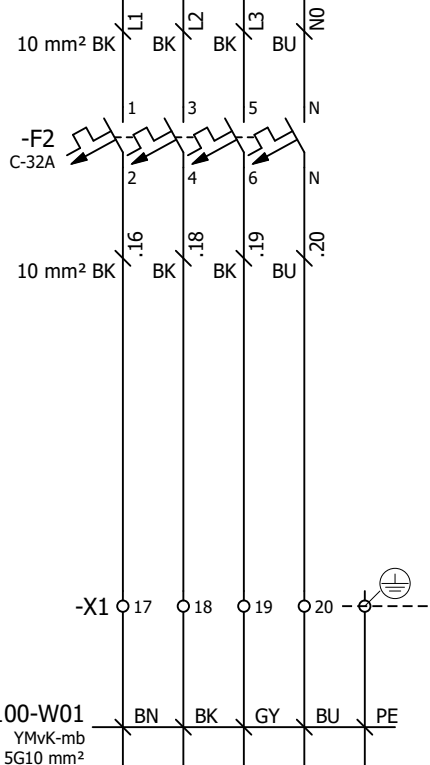 L1 L2 L3 N0
10 mm² BK BK BK BU
1 3 5 N
-F2
C-32A
2 4 6 N
.16 .18 .19 .20
10 mm² BK BK BK BU
-X1 17 18 19 20
00-W01 BN BK GY BU PE
YMvK-mb
5G10 mm²